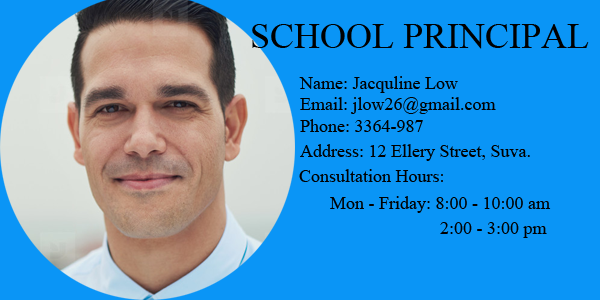 SCHOOL PRINCIPAL
Name: Jacquline Low
Email: jlow26@gmail.com
Phone: 3364-987
Address: 12 Ellery Street, Suva.
Consultation Hours:
Mon - Friday: 8:00 - 10:00 am
2:00 - 3:00 pm